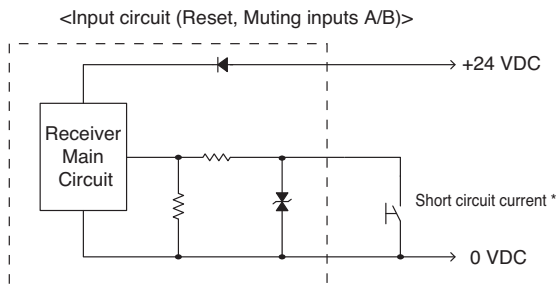 <Input circuit (Reset, Muting inputs A/B)>
+24 VDC
Receiver
Main
Circuit
Short circuit current *
0 VDC